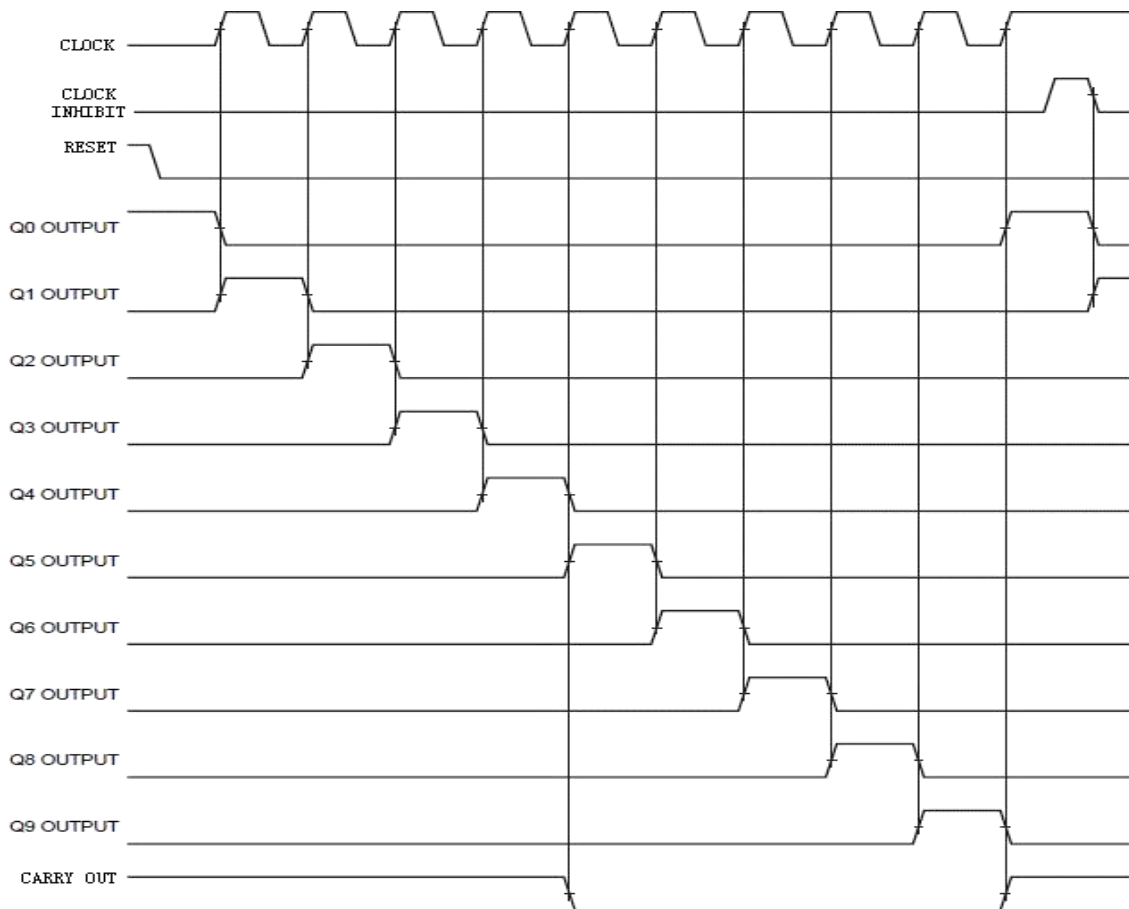 CLOCK
CLOCK
INHIBIT
RESET
Q0 OUTPUT
Q1 OUTPUT
Q2 OUTPUT
Q3 OUTPUT
Q4 OUTPUT
Q5 OUTPUT
Q6 OUTPUT
Q7 OUTPUT
Q8 OUTPUT
Q9 OUTPUT
CARRY OUT